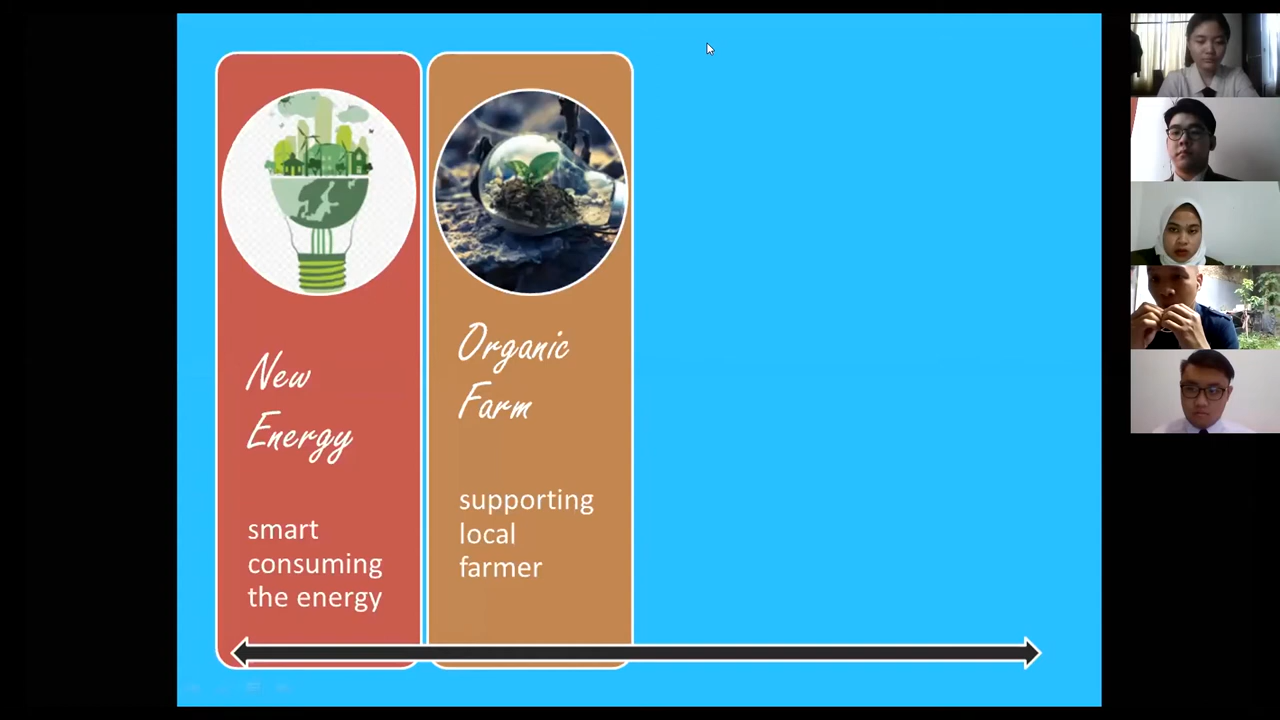 New
Energy
smart
consuming
the energy
Organic
Farm
supporting
local
farmer